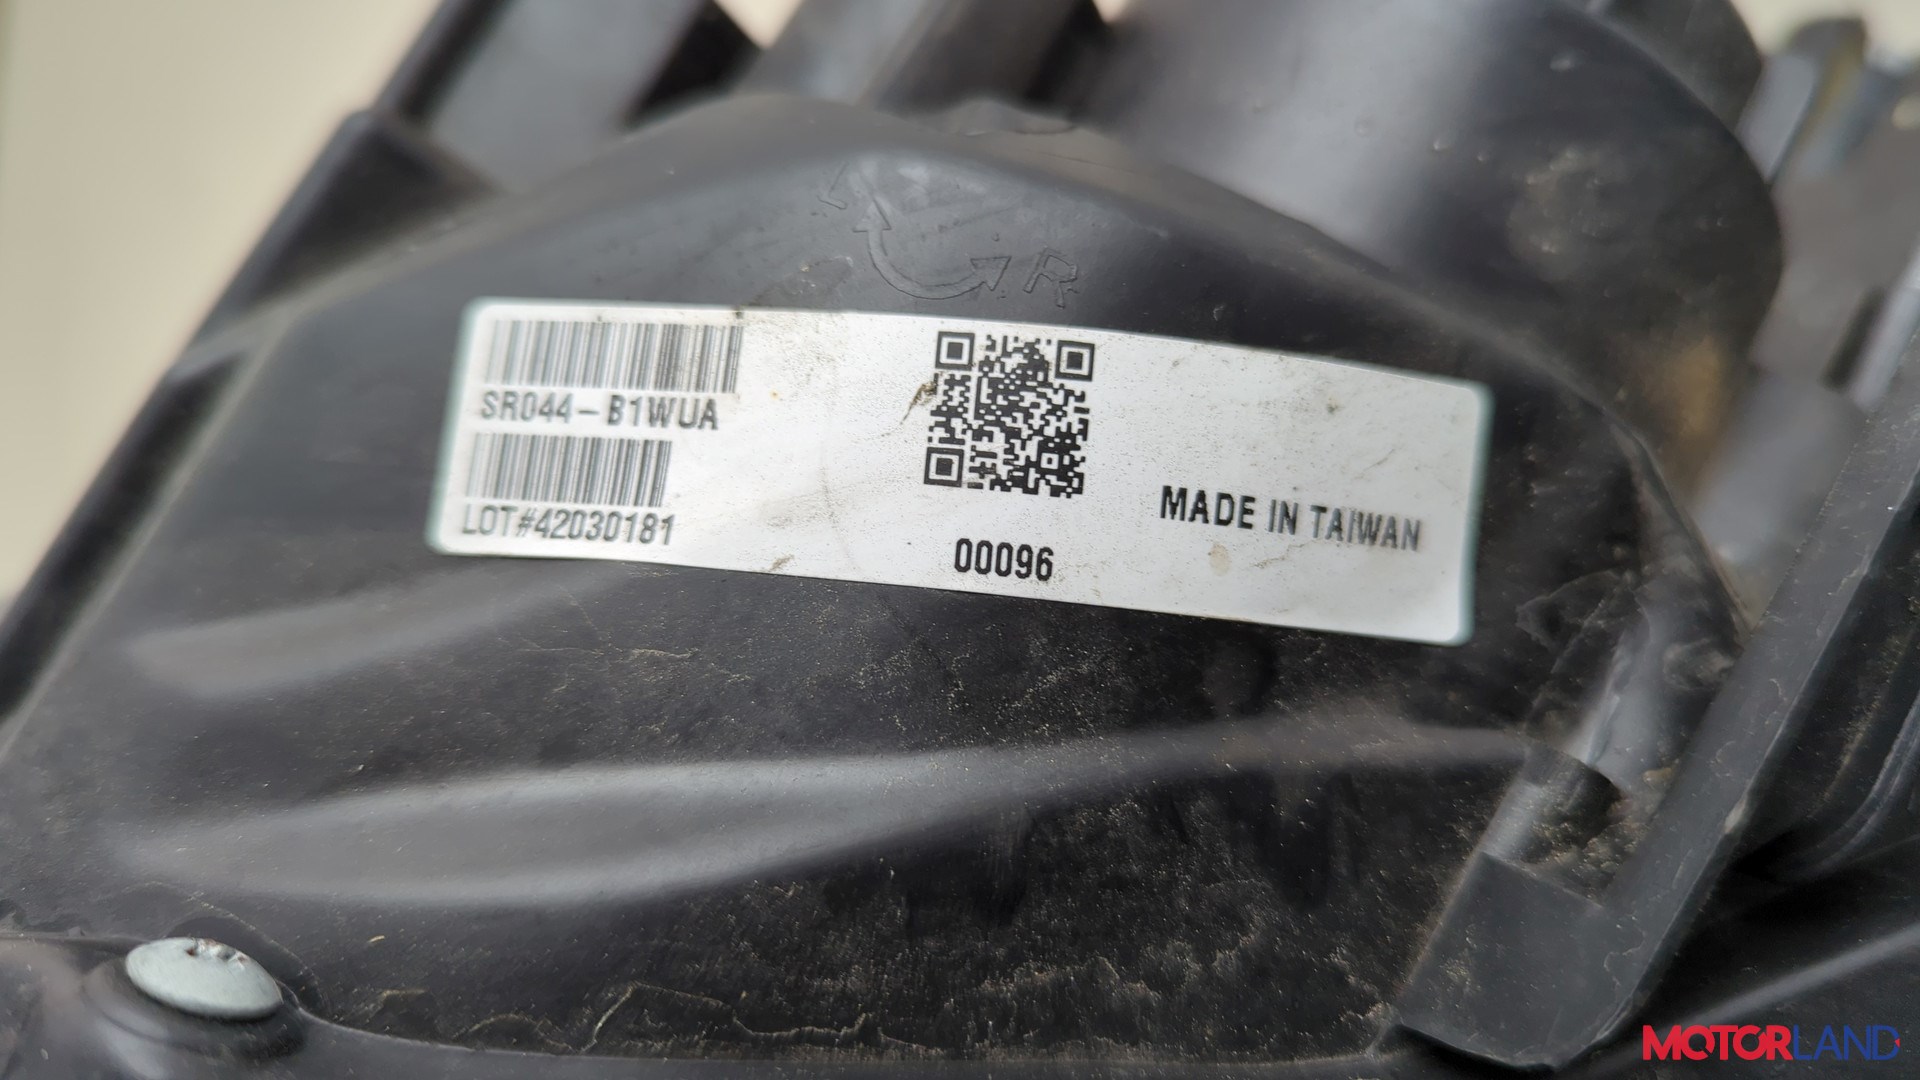 R
SR044-B1WUA
LOT#42030181
00096
MADE IN TAIWAN
MOTORLAND